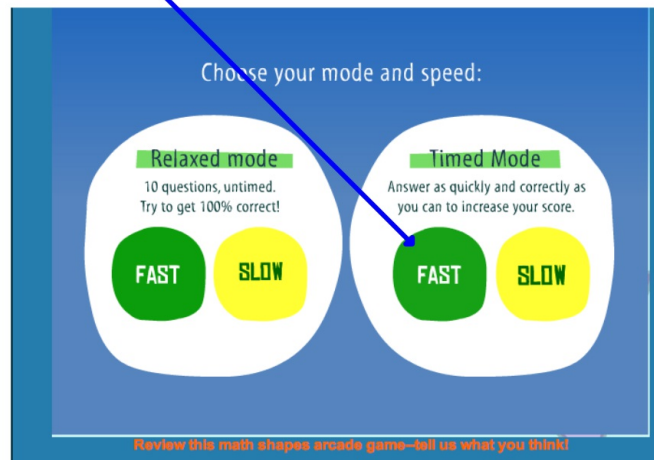 Choose your mode and speed:
Relaxed mode
10 questions, untimed.
Try to get 100% correct!
FAST
SLOW
Timed Mode
Answer as quickly and correctly as
you can to increase your score.
FAST
SLOW
Review this math shapes arcade game--tell us what you think!